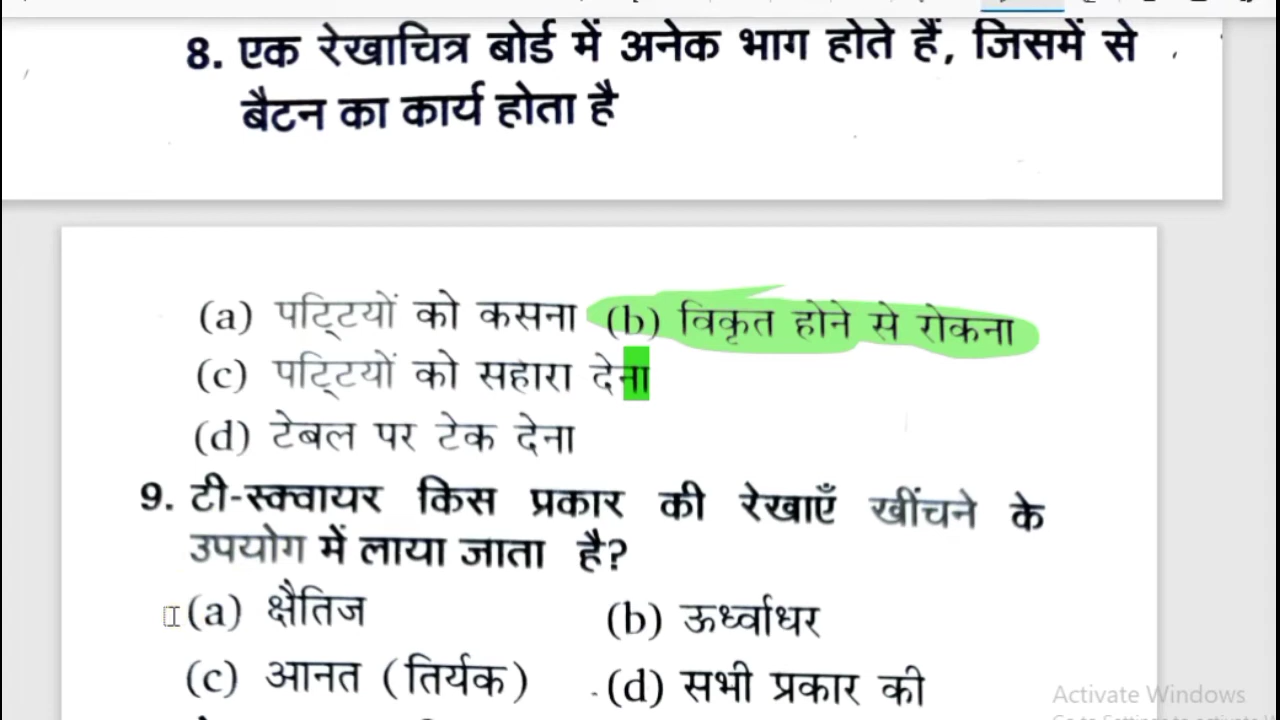 8. एक रेखाचित्र बोर्ड में अनेक भाग होते हैं, जिसमें से
बैटन का कार्य होता है
(a) पट्टियों को कसना (b) विकृत होने से रोकना
(c) पट्टियों को सहारा देना
(d) टेबल पर टेक देना
9. टी-स्क्वायर किस प्रकार की रेखाएँ खींचने के
उपयोग में लाया जाता है?
(a) क्षैतिज (b) ऊर्ध्वाधर
(c) आनत (तिर्यक) (d) सभी प्रकार की
Activate Windows